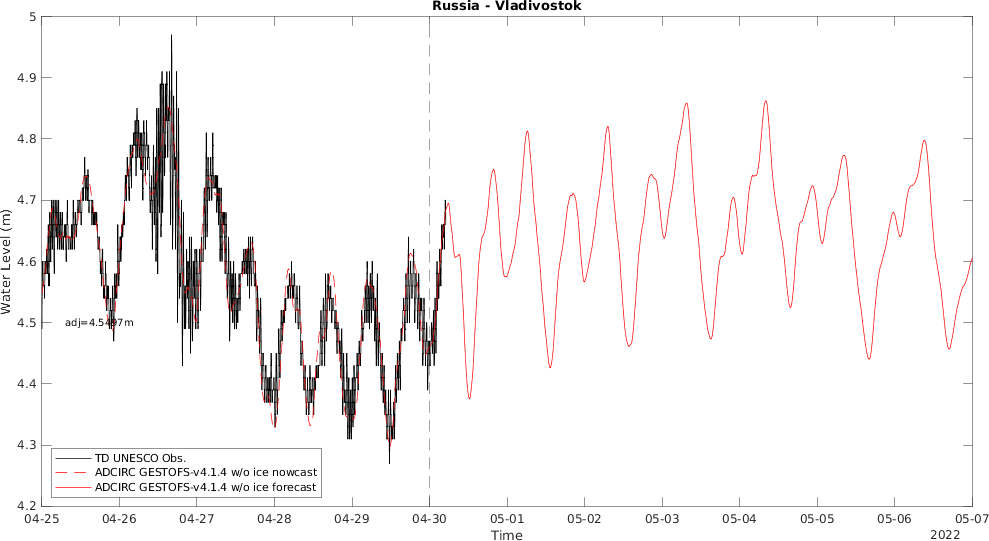 Russia - Vladivostok
5
4.9
4.8
4.7
4.6
4.5
4.4
4.3
4.2
Water Level (m)
adj=4.5497m
TD UNESCO Obs.
ADCIRC GESTOFS-v4.1.4 w/o ice nowcast
ADCIRC GESTOFS-v4.1.4 w/o ice forecast
04-25 04-26 04-27 04-28 04-29 04-30 05-01 05-02 05-03 05-04 05-05 05-06 05-07
Time
2022